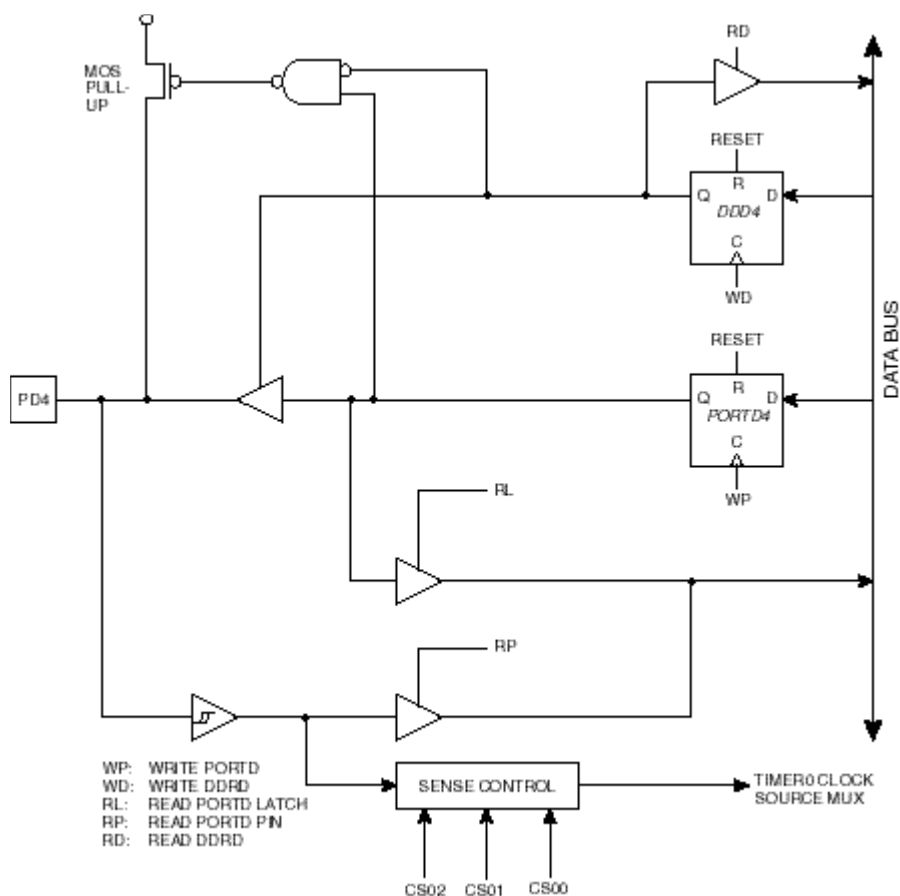 RD
MOS
PULL-
UP
RESET
R
Q
D
DDD4
C
WD
DATA BUS
RESET
R
PD4
Q
D
PORTD4
C
WP
RL
RP
WP: WRITE PORTD
WD: WRITE DDRD
RL: READ PORTD LATCH
RP: READ PORTD PIN
RD: READ DDRD
SENSE CONTROL
TIMER0 CLOCK
SOURCE MUX
CS02 CS01 CS00